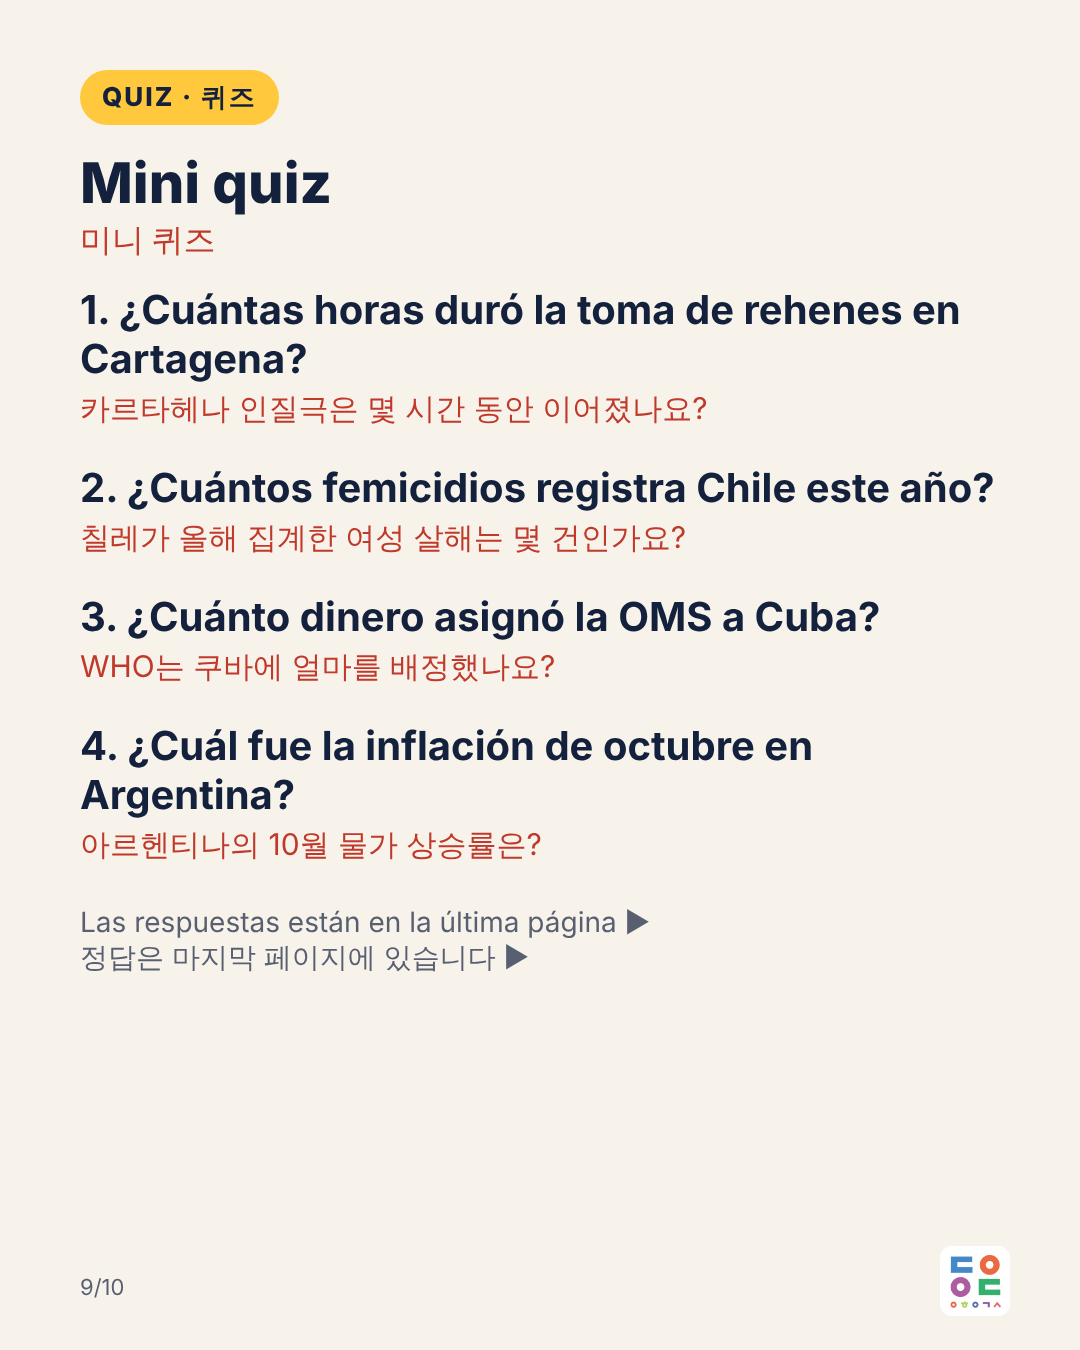 QUIZ · 퀴즈
Mini quiz
미니 퀴즈
1. ¿Cuántas horas duró la toma de rehenes en
Cartagena?
카르타헤나 인질극은 몇 시간 동안 이어졌나요?
2. ¿Cuántos femicidios registra Chile este año?
칠레가 올해 집계한 여성 살해는 몇 건인가요?
3. ¿Cuánto dinero asignó la OMS a Cuba?
WHO는 쿠바에 얼마를 배정했나요?
4. ¿Cuál fue la inflación de octubre en
Argentina?
아르헨티나의 10월 물가 상승률은?
Las respuestas están en la última página ▶
정답은 마지막 페이지에 있습니다 ▶
9/10